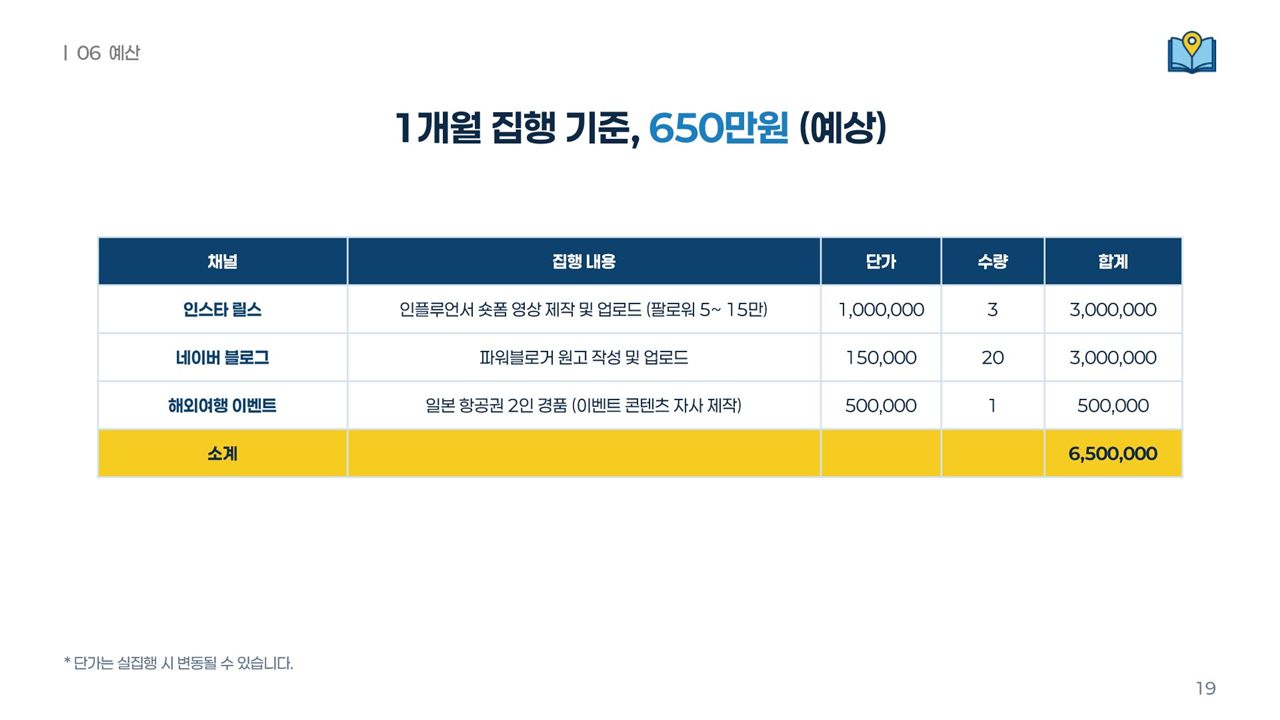 | 06 예산
1개월 집행 기준, 650만원 (예상)
채널 집행 내용 단가 수량 합계
인스타 릴스 인플루언서 숏폼 영상 제작 및 업로드 (팔로워 5~ 15만) 1,000,000 3 3,000,000
네이버 블로그 파워블로거 원고 작성 및 업로드 150,000 20 3,000,000
해외여행 이벤트 일본 항공권 2인 경품 (이벤트 콘텐츠 자사 제작) 500,000 1 500,000
소계 6,500,000
* 단가는 실집행 시 변동될 수 있습니다.
19